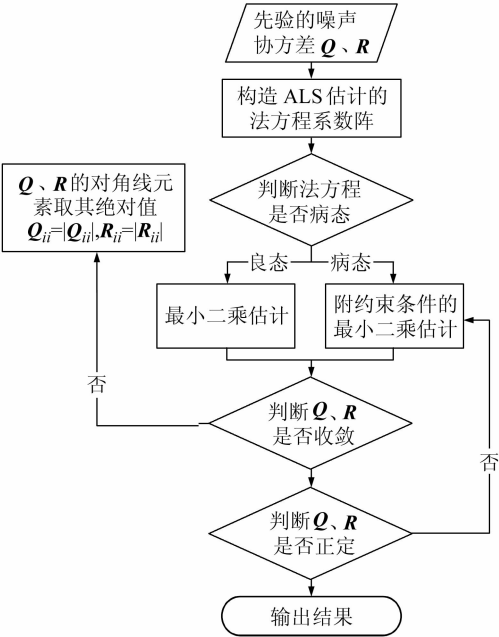 先验的噪声
协方差 Q、R
构造 ALS 估计的
法方程系数阵
Q、R 的对角线元
素取其绝对值
Qii=|Qii|,Rii=|Rii|
判断法方程
是否病态
良态
病态
最小二乘估计
附约束条件的
最小二乘估计
否
判断 Q、R
是否收敛
否
判断 Q、R
是否正定
输出结果